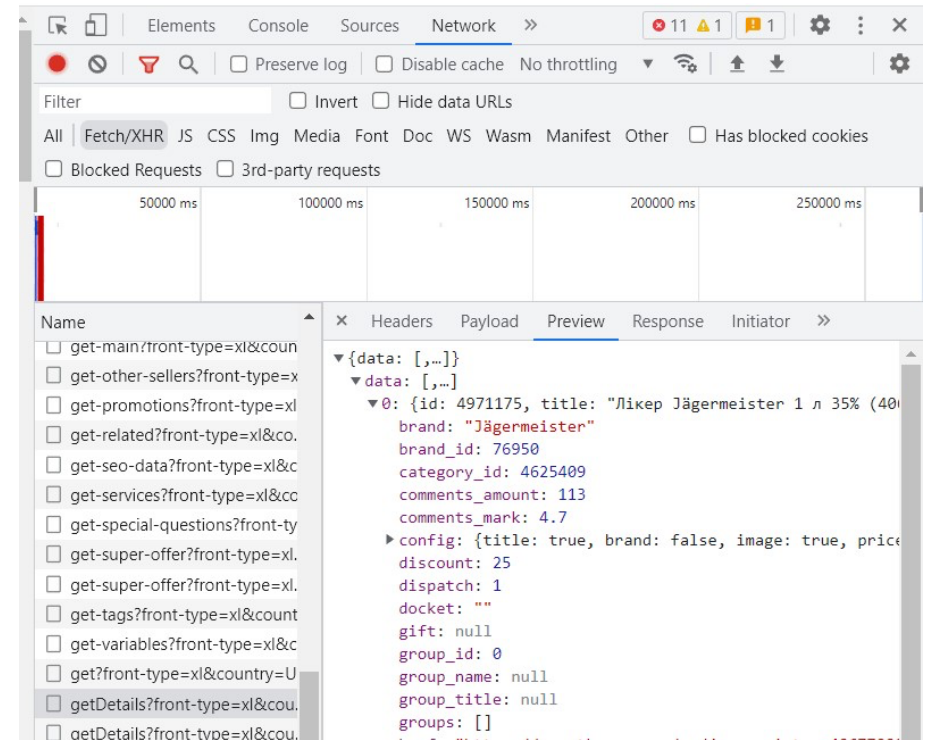 Elements Console Sources Network » 11 1 1
Preserve log Disable cache No throttling
Filter Invert Hide data URLs
All Fetch/XHR JS CSS Img Media Font Doc WS Wasm Manifest Other Has blocked cookies
Blocked Requests 3rd-party requests
50000 ms 100000 ms 150000 ms 200000 ms 250000 ms
Name
get-main?front-type=xl&coun
get-other-sellers?front-type=x
get-promotions?front-type=xl
get-related?front-type=xl&co.
get-seo-data?front-type=xl&c
get-services?front-type=xl&co
get-special-questions?front-ty
get-super-offer?front-type=xl.
get-super-offer?front-type=xl.
get-tags?front-type=xl&count
get-variables?front-type=xl&c
get?front-type=xl&country=U
getDetails?front-type=xl&cou.
getDetails?front-type=xl&cou.
× Headers Payload Preview Response Initiator »
▼{data: [,…]}
▼data: [,…]
▼0: {id: 4971175, title: "Лікер Jägermeister 1 л 35% (40
brand: "Jägermeister"
brand_id: 76950
category_id: 4625409
comments_amount: 113
comments_mark: 4.7
▶config: {title: true, brand: false, image: true, price
discount: 25
dispatch: 1
docket: ""
gift: null
group_id: 0
group_name: null
group_title: null
groups: []